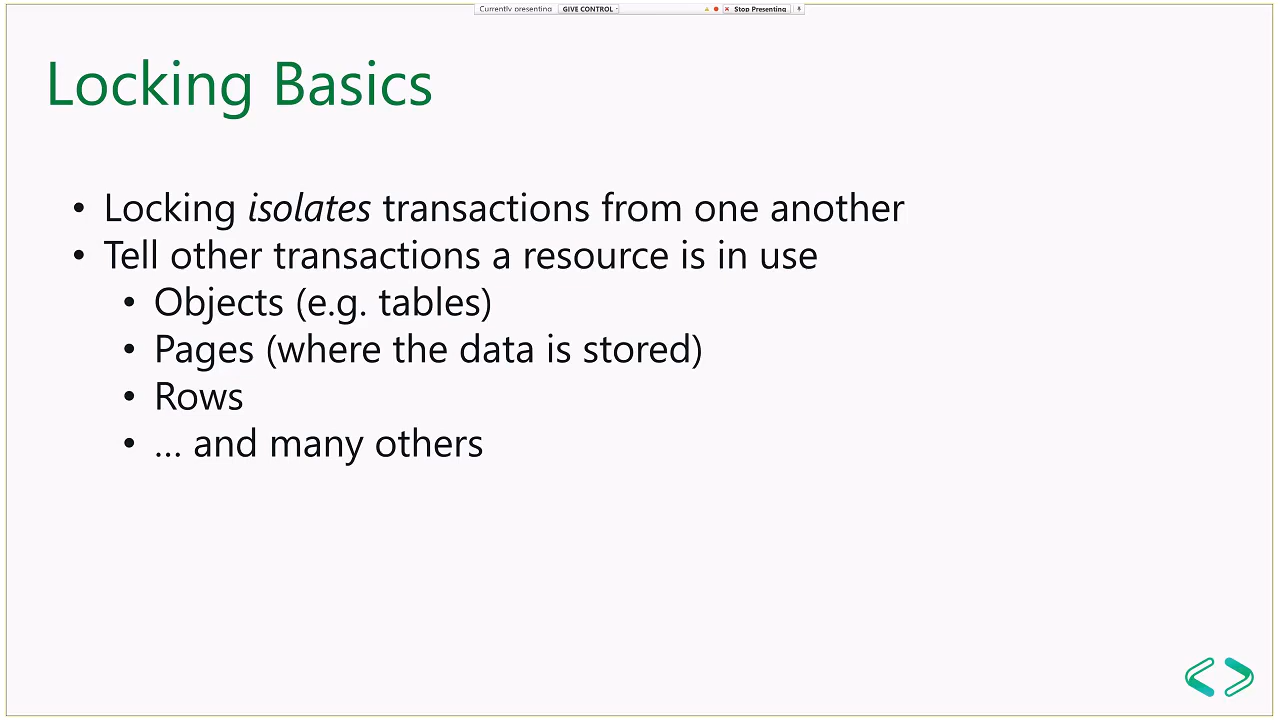 Currently presenting GIVE CONTROL Stop Presenting
Locking Basics
• Locking isolates transactions from one another
• Tell other transactions a resource is in use
• Objects (e.g. tables)
• Pages (where the data is stored)
• Rows
• ... and many others